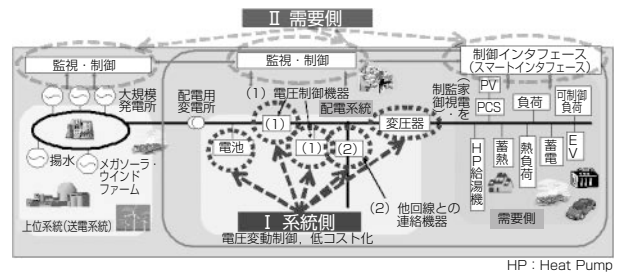 Ⅱ 需要側
監視・制御
監視・制御
制御インタフェース
(スマートインタフェース)
大規模
発電所
配電用
変電所
(1)電圧制御機器
配電系統
(家電を
監視・
制御)
PV
PCS
負荷
可制御
負荷
(1)
変圧器
電池
(1)
(2)
揚水
メガソーラ・
ウインド
ファーム
HP給湯機
蓄熱
熱負荷
蓄電
EV
(2)他回線との
連絡機器
需要側
Ⅰ 系統側
電圧変動制御,低コスト化
上位系統(送電系統)
HP:Heat Pump